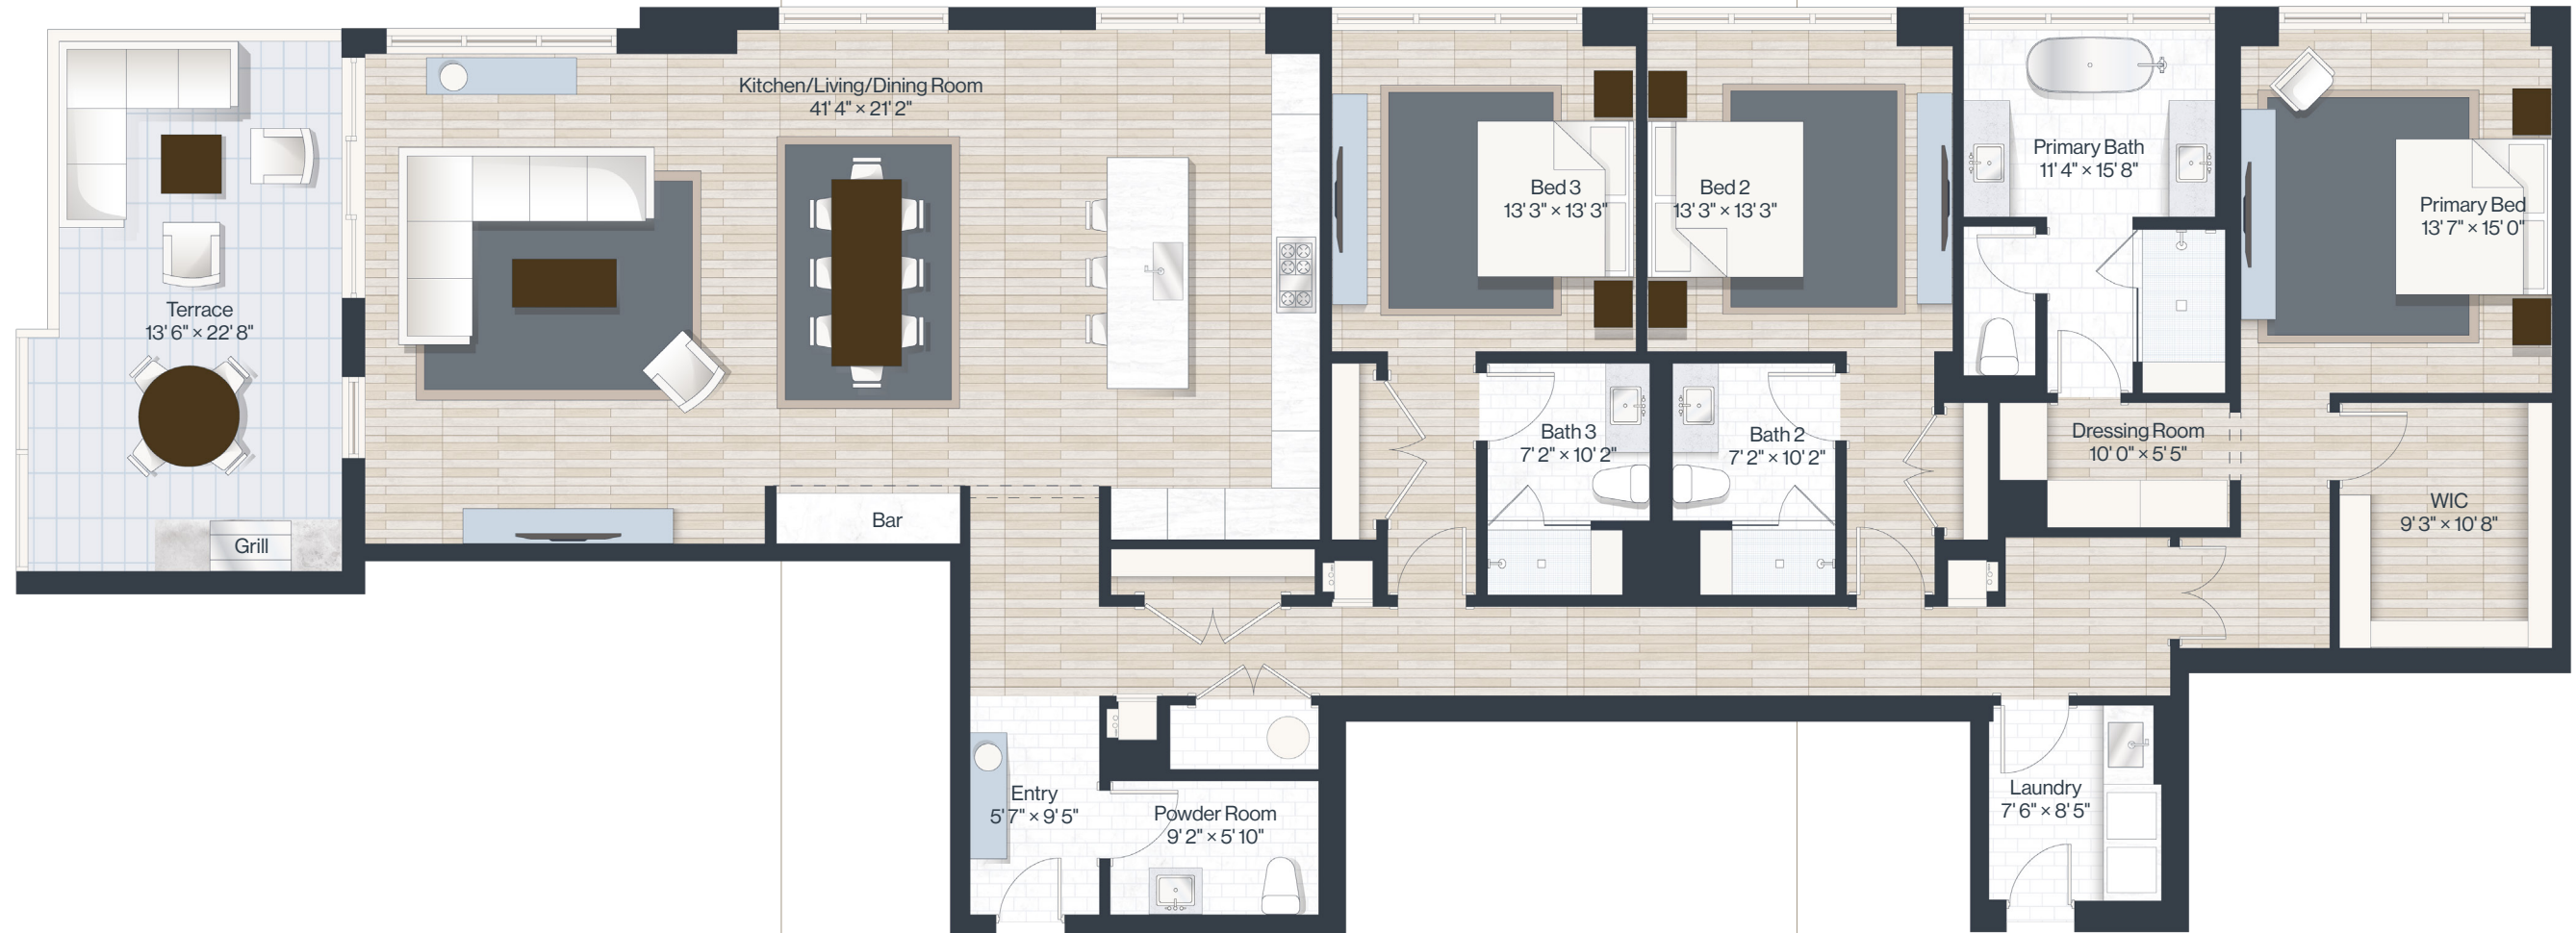 Kitchen/Living/Dining Room
41' 4" × 21' 2"
Terrace
13' 6" × 22' 8"
Grill
Bar
Bed 3
13' 3" × 13' 3"
Bed 2
13' 3" × 13' 3"
Primary Bath
11' 4" × 15' 8"
Primary Bed
13' 7" × 15' 0"
Bath 3
7' 2" × 10' 2"
Bath 2
7' 2" × 10' 2"
Dressing Room
10' 0" × 5' 5"
WIC
9' 3" × 10' 8"
Entry
5' 7" × 9' 5"
Powder Room
9' 2" × 5' 10"
Laundry
7' 6" × 8' 5"